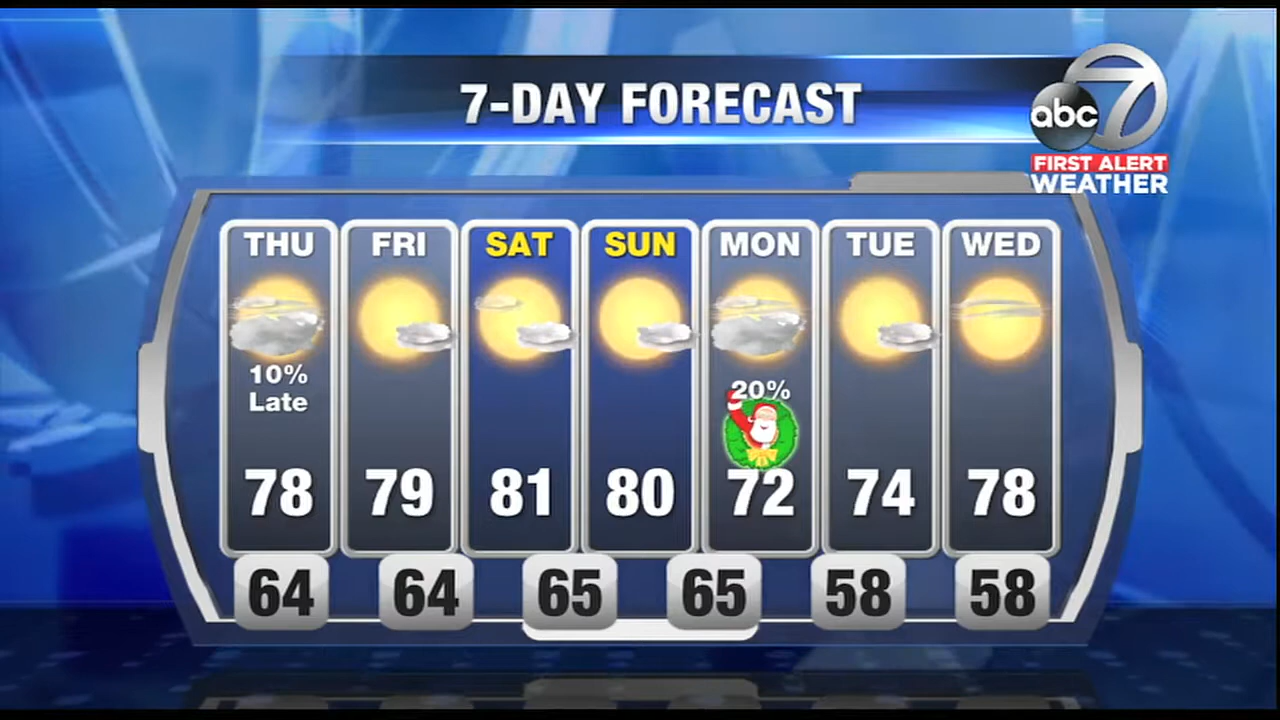 7-DAY FORECAST
abc 7
FIRST ALERT
WEATHER
THU FRI SAT SUN MON TUE WED
10%
Late
20%
78 79 81 80 72 74 78
64 64 65 65 58 58